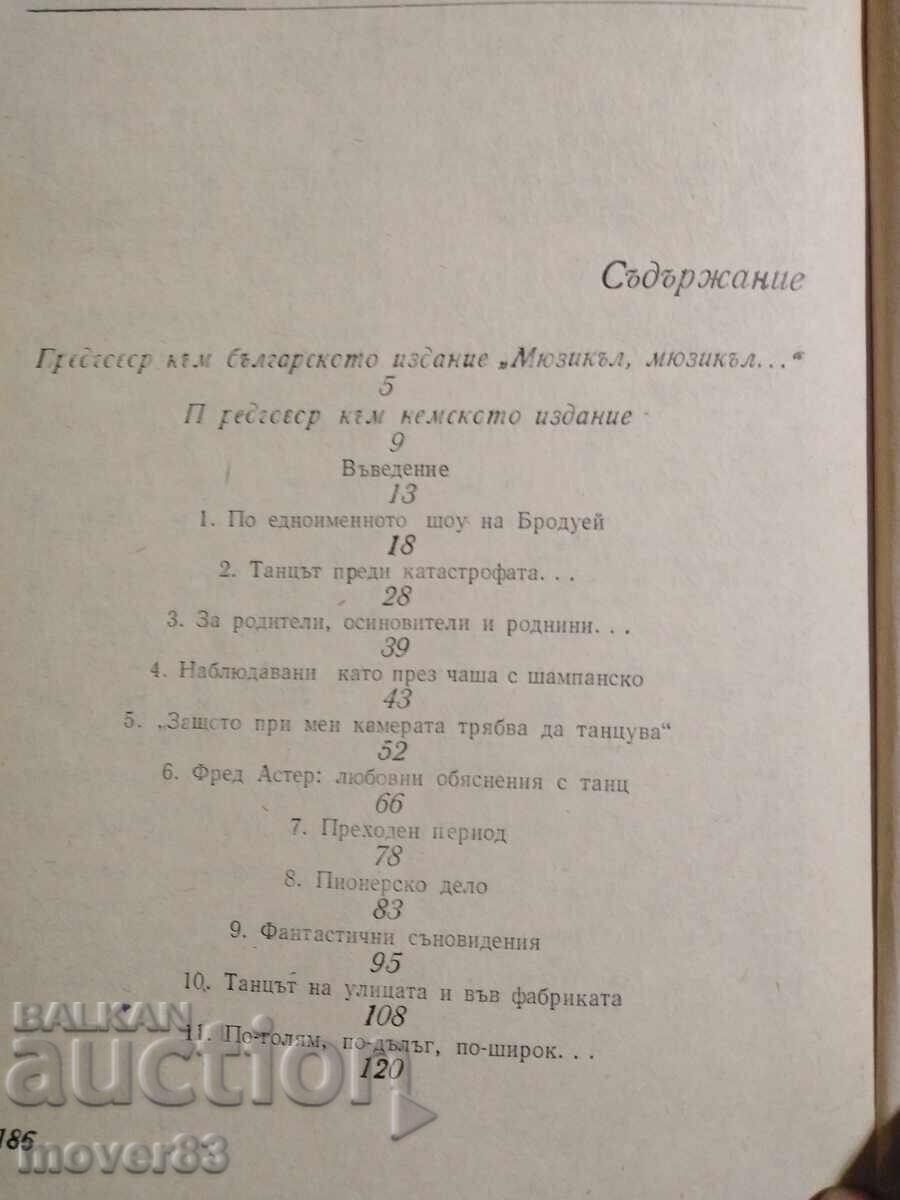 Съдържание
Предговор към българското издание „Мюзикъл, мюзикъл...“
5
Предговор към немското издание
9
Въведение
13
1. По едноименното шоу на Бродуей
18
2. Танцът преди катастрофата...
28
3. За родители, осиновители и роднини...
39
4. Наблюдавани като през чаша с шампанско
43
5. „Защото при мен камерата трябва да танцува“
52
6. Фред Астер: любовни обяснения с танц
66
7. Преходен период
78
8. Пионерско дело
83
9. Фантастични съновидения
95
10. Танцът на улицата и във фабриката
108
11. По-голям, по-дълъг, по-широк...
120
186
BALKAN
auction
mover83